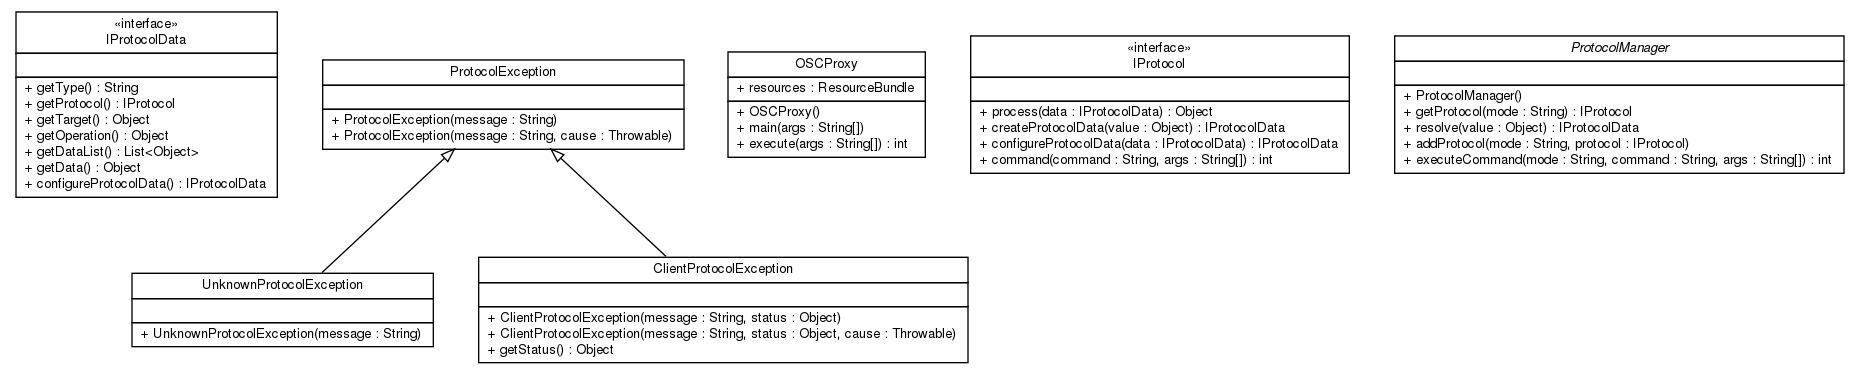 «interface»
IProtocolData
+ getType() : String
+ getProtocol() : IProtocol
+ getTarget() : Object
+ getOperation() : Object
+ getDataList() : List<Object>
+ getData() : Object
+ configureProtocolData() : IProtocolData
ProtocolException
+ ProtocolException(message : String)
+ ProtocolException(message : String, cause : Throwable)
OSCProxy
+ resources : ResourceBundle
+ OSCProxy()
+ main(args : String[])
+ execute(args : String[]) : int
«interface»
IProtocol
+ process(data : IProtocolData) : Object
+ createProtocolData(value : Object) : IProtocolData
+ configureProtocolData(data : IProtocolData) : IProtocolData
+ command(command : String, args : String[]) : int
ProtocolManager
+ ProtocolManager()
+ getProtocol(mode : String) : IProtocol
+ resolve(value : Object) : IProtocolData
+ addProtocol(mode : String, protocol : IProtocol)
+ executeCommand(mode : String, command : String, args : String[]) : int
UnknownProtocolException
+ UnknownProtocolException(message : String)
ClientProtocolException
+ ClientProtocolException(message : String, status : Object)
+ ClientProtocolException(message : String, status : Object, cause : Throwable)
+ getStatus() : Object